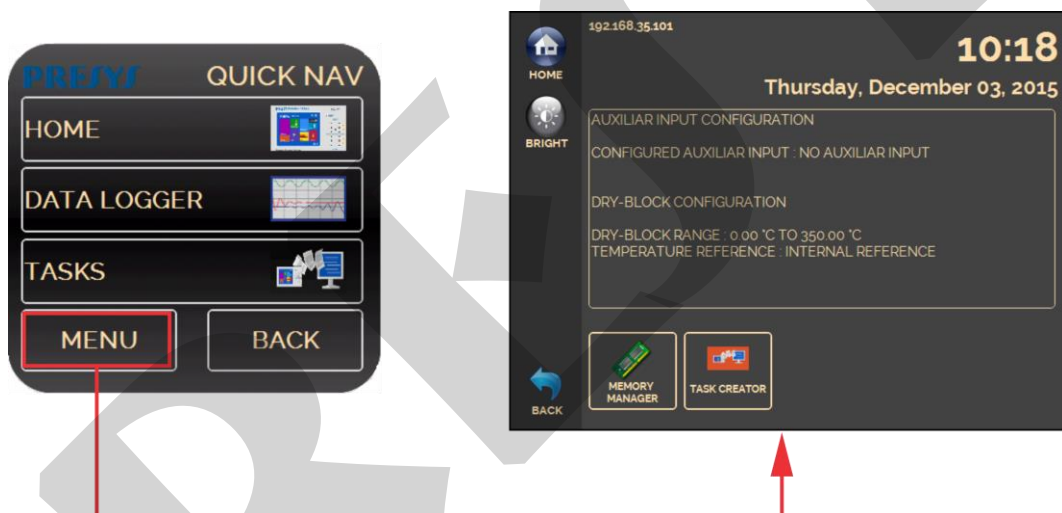 PRESYS QUICK NAV
HOME
DATA LOGGER
TASKS
MENU BACK
192.168.35.101
10:18
Thursday, December 03, 2015
HOME
BRIGHT
AUXILIAR INPUT CONFIGURATION
CONFIGURED AUXILIAR INPUT : NO AUXILIAR INPUT
DRY-BLOCK CONFIGURATION
DRY-BLOCK RANGE : 0.00 °C TO 350.00 °C
TEMPERATURE REFERENCE : INTERNAL REFERENCE
MEMORY
MANAGER
TASK CREATOR
BACK